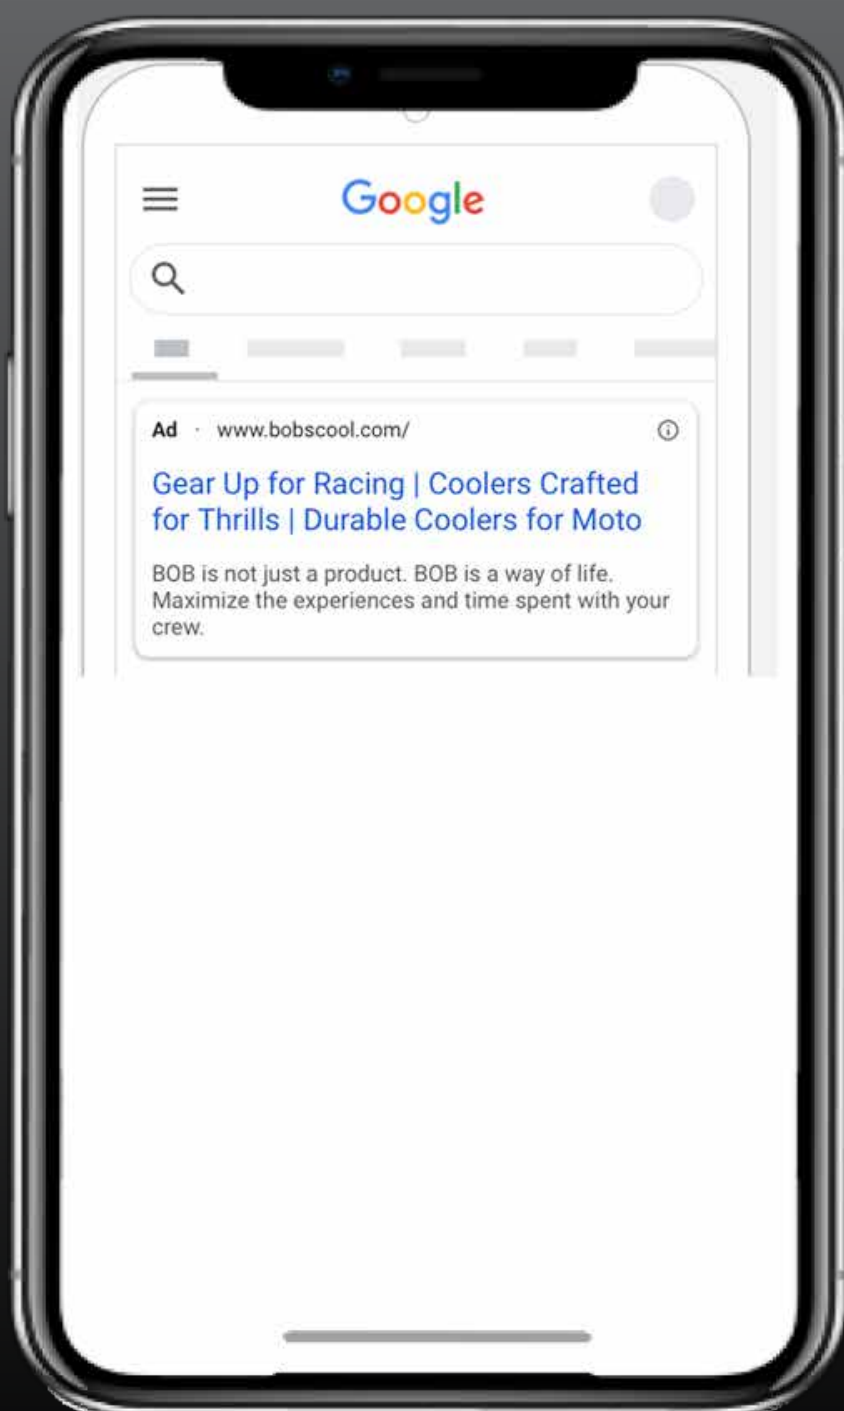 Google
Ad · www.bobscool.com/
Gear Up for Racing | Coolers Crafted
for Thrills | Durable Coolers for Moto
BOB is not just a product. BOB is a way of life.
Maximize the experiences and time spent with your
crew.